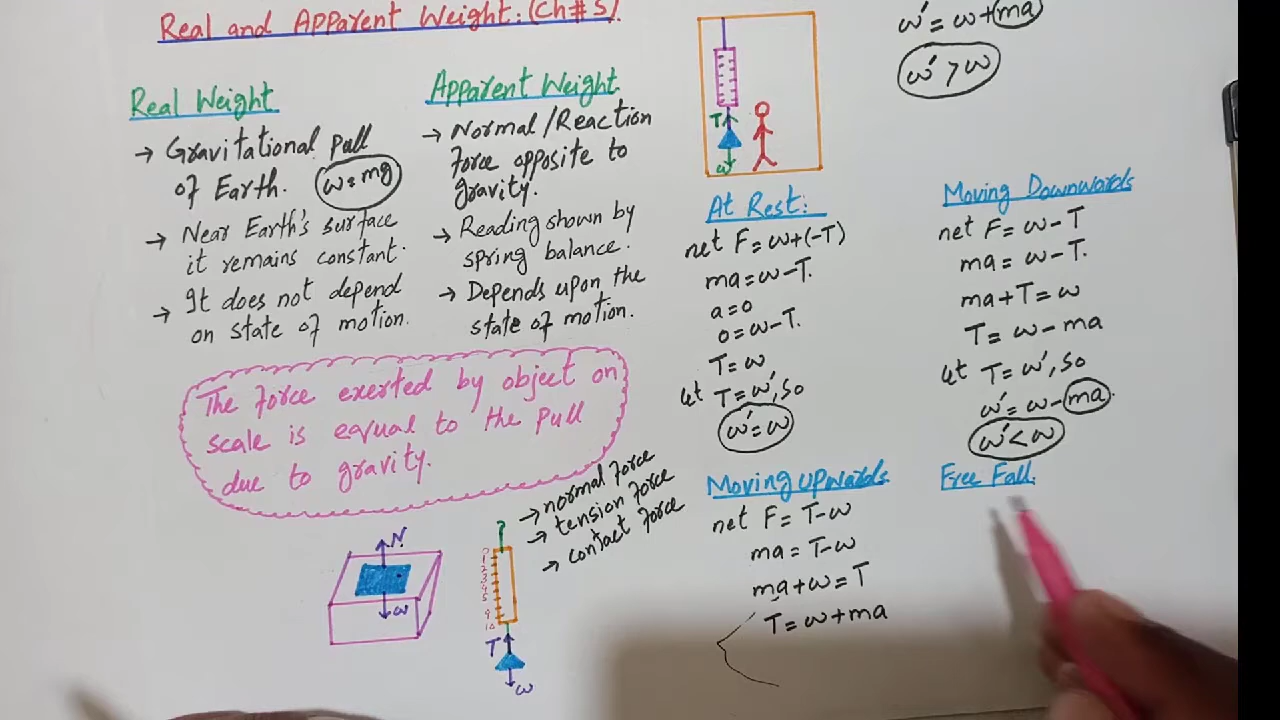 Real and Apparent Weight: (Ch# 5).
Real Weight
→ Gravitational pull
of Earth. w=mg
→ Near Earth's surface
it remains constant.
→ It does not depend
on state of motion.
Apparent Weight
→ Normal/Reaction
force opposite to
gravity.
→ Reading shown by
spring balance.
→ Depends upon the
state of motion.
The force exerted by object on
scale is equal to the pull
due to gravity.
N
w
→ normal force
→ tension force
→ contact force
T
w
T
w
At Rest:
net F = w+(-T)
ma = w-T.
a=0
0 = w-T.
T = w
let T = w', so
w' = w
Moving upwards
net F = T-w
ma = T-w
ma+w = T
T = w+ma
w' = w+ma
w' > w
Moving Downwards
net F = w-T
ma = w-T.
ma+T = w
T = w-ma
let T = w', so
w' = w-ma.
w' < w
Free Fall.